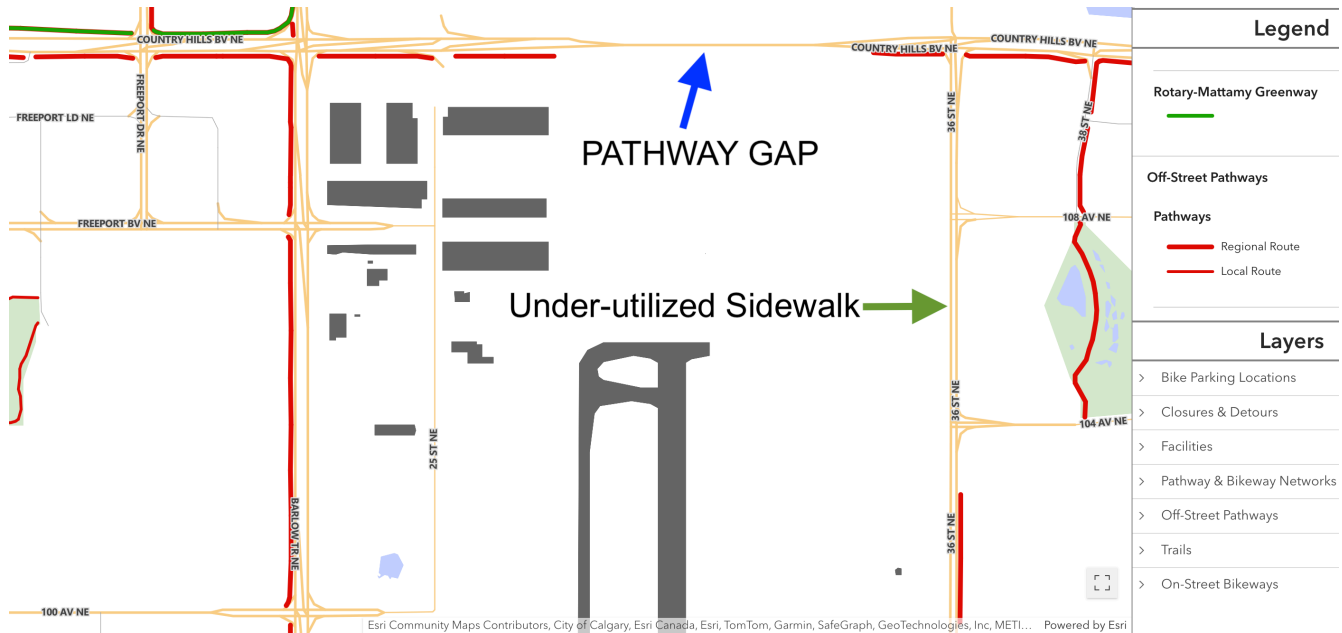 COUNTRY HILLS BV NE
COUNTRY HILLS BV NE
COUNTRY HILLS BV NE
FREEPORT DR NE
FREEPORT LD NE
PATHWAY GAP
36 ST NE
38 ST NE
FREEPORT BV NE
108 AV NE
Under-utilized Sidewalk
36 ST NE
104 AV NE
25 ST NE
BARLOW TR NE
36 ST NE
100 AV NE
Esri Community Maps Contributors, City of Calgary, Esri Canada, Esri, TomTom, Garmin, SafeGraph, GeoTechnologies, Inc, METI...
Powered by Esri
Legend
Rotary-Mattamy Greenway
Off-Street Pathways
Pathways
Regional Route
Local Route
Layers
Bike Parking Locations
Closures & Detours
Facilities
Pathway & Bikeway Networks
Off-Street Pathways
Trails
On-Street Bikeways